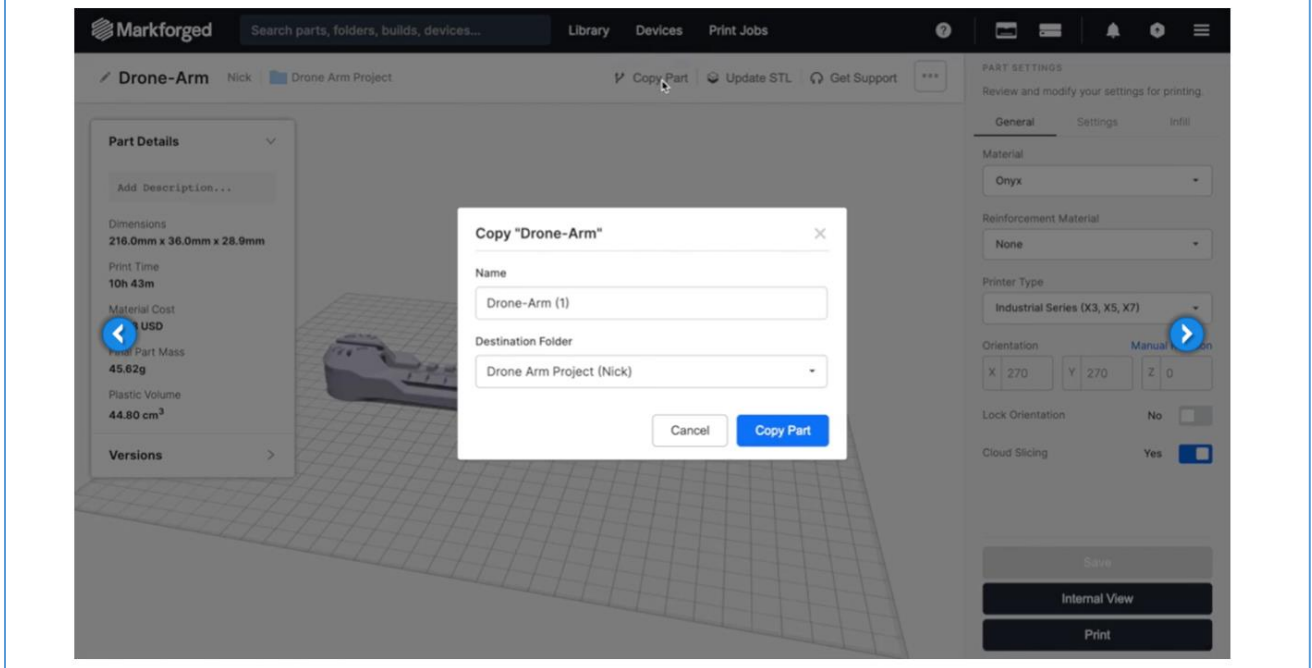 Markforged
Search parts, folders, builds, devices...
Library Devices Print Jobs
Drone-Arm Nick Drone Arm Project
Copy Part Update STL Get Support
Part Details
Add Description...
Dimensions
216.0mm x 36.0mm x 28.9mm
Print Time
10h 43m
Material Cost
USD
Final Part Mass
45.62g
Plastic Volume
44.80 cm³
Versions
Copy "Drone-Arm"
Name
Drone-Arm (1)
Destination Folder
Drone Arm Project (Nick)
Cancel Copy Part
PART SETTINGS
Review and modify your settings for printing.
General Settings Infill
Material
Onyx
Reinforcement Material
None
Printer Type
Industrial Series (X3, X5, X7)
Orientation Manual
X 270 Y 270 Z 0
Lock Orientation No
Cloud Slicing Yes
Save
Internal View
Print